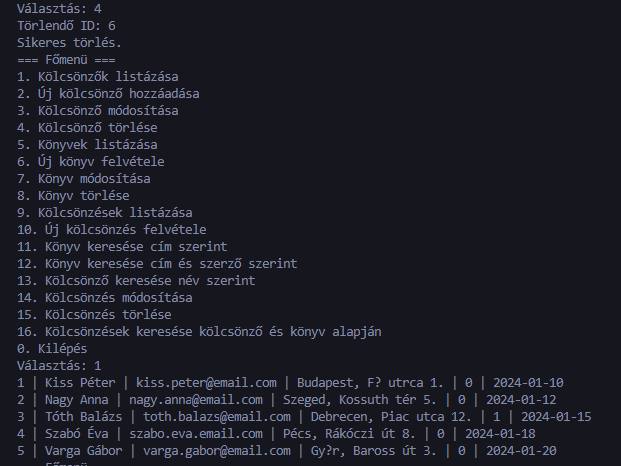 Választás: 4
Törlendő ID: 6
Sikeres törlés.
=== Főmenü ===
1. Kölcsönzők listázása
2. Új kölcsönző hozzáadása
3. Kölcsönző módosítása
4. Kölcsönző törlése
5. Könyvek listázása
6. Új könyv felvétele
7. Könyv módosítása
8. Könyv törlése
9. Kölcsönzések listázása
10. Új kölcsönzés felvétele
11. Könyv keresése cím szerint
12. Könyv keresése cím és szerző szerint
13. Kölcsönző keresése név szerint
14. Kölcsönzés módosítása
15. Kölcsönzés törlése
16. Kölcsönzések keresése kölcsönző és könyv alapján
0. Kilépés
Választás: 1
1 | Kiss Péter | kiss.peter@email.com | Budapest, F? utrca 1. | 0 | 2024-01-10
2 | Nagy Anna | nagy.anna@email.com | Szeged, Kossuth tér 5. | 0 | 2024-01-12
3 | Tóth Balázs | toth.balazs@email.com | Debrecen, Piac utca 12. | 1 | 2024-01-15
4 | Szabó Éva | szabo.eva.email.com | Pécs, Rákóczi út 8. | 0 | 2024-01-18
5 | Varga Gábor | varga.gabor@email.com | Gy?r, Baross út 3. | 0 | 2024-01-20
=== Főmenü ===